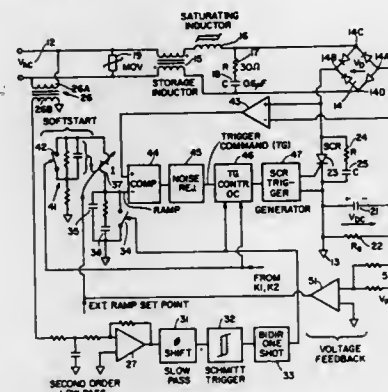 SATURATING
INDUCTOR
16
14C
12
VAC
19
MOV
17
R
30Ω
18
C
0.6μF
14B
VD
14A
14D
14
15
STORAGE
INDUCTOR
26A
26
26B
SOFTSTART
42
41
43
TRIGGER
COMMAND (TG)
44
45
46
47
SCR
24
R
23
C
25
COMP
NOISE
REJ.
TG
CONTR.
OC
SCR
TRIG-
GER
GENERATOR
37
RAMP
35
36
34
21
VDC
13
22
FROM
K1, K2
EXT. RAMP SET POINT
51
31
32
BIDIR
ONE
SHOT
33
27
Φ
SHIFT
SLOW
PASS
SCHMITT
TRIGGER
VOLTAGE
FEEDBACK
SECOND ORDER